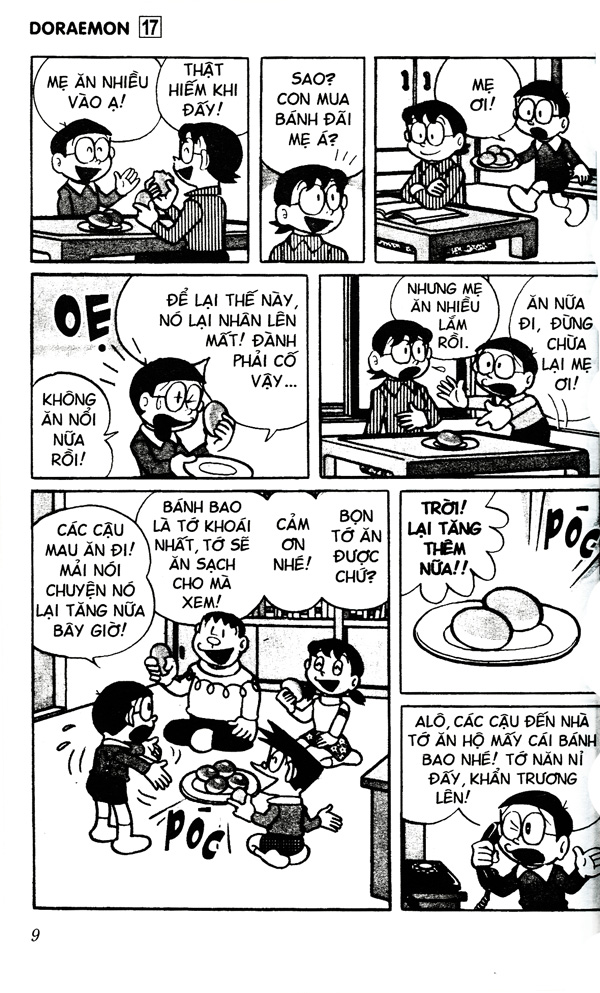 DORAEMON 17
MẸ
ƠI!
SAO?
CON MUA
BÁNH ĐÃI
MẸ Á?
THẬT
HIẾM KHI
ĐẤY!
MẸ ĂN NHIỀU
VÀO Ạ!
ĂN NỮA
ĐI, ĐỪNG
CHỪA
LẠI MẸ
ƠI!
NHƯNG MẸ
ĂN NHIỀU
LẮM
RỒI.
ĐỂ LẠI THẾ NÀY,
NÓ LẠI NHÂN LÊN
MẤT! ĐÀNH
PHẢI CỐ
VẬY...
OẸ
KHÔNG
ĂN NỔI
NỮA
RỒI!
PÓC
TRỜI!
LẠI TĂNG
THÊM
NỮA!!
ALÔ, CÁC CẬU ĐẾN NHÀ
TỚ ĂN HỘ MẤY CÁI BÁNH
BAO NHÉ! TỚ NĂN NỈ
ĐẤY, KHẨN TRƯƠNG
LÊN!
BỌN
TỚ ĂN
ĐƯỢC
CHỨ?
CẢM
ƠN
NHÉ!
BÁNH BAO
LÀ TỚ KHOÁI
NHẤT, TỚ SẼ
ĂN SẠCH
CHO MÀ
XEM!
CÁC CẬU
MAU ĂN ĐI!
MẢI NÓI
CHUYỆN NÓ
LẠI TĂNG NỮA
BÂY GIỜ!
PÓC
9